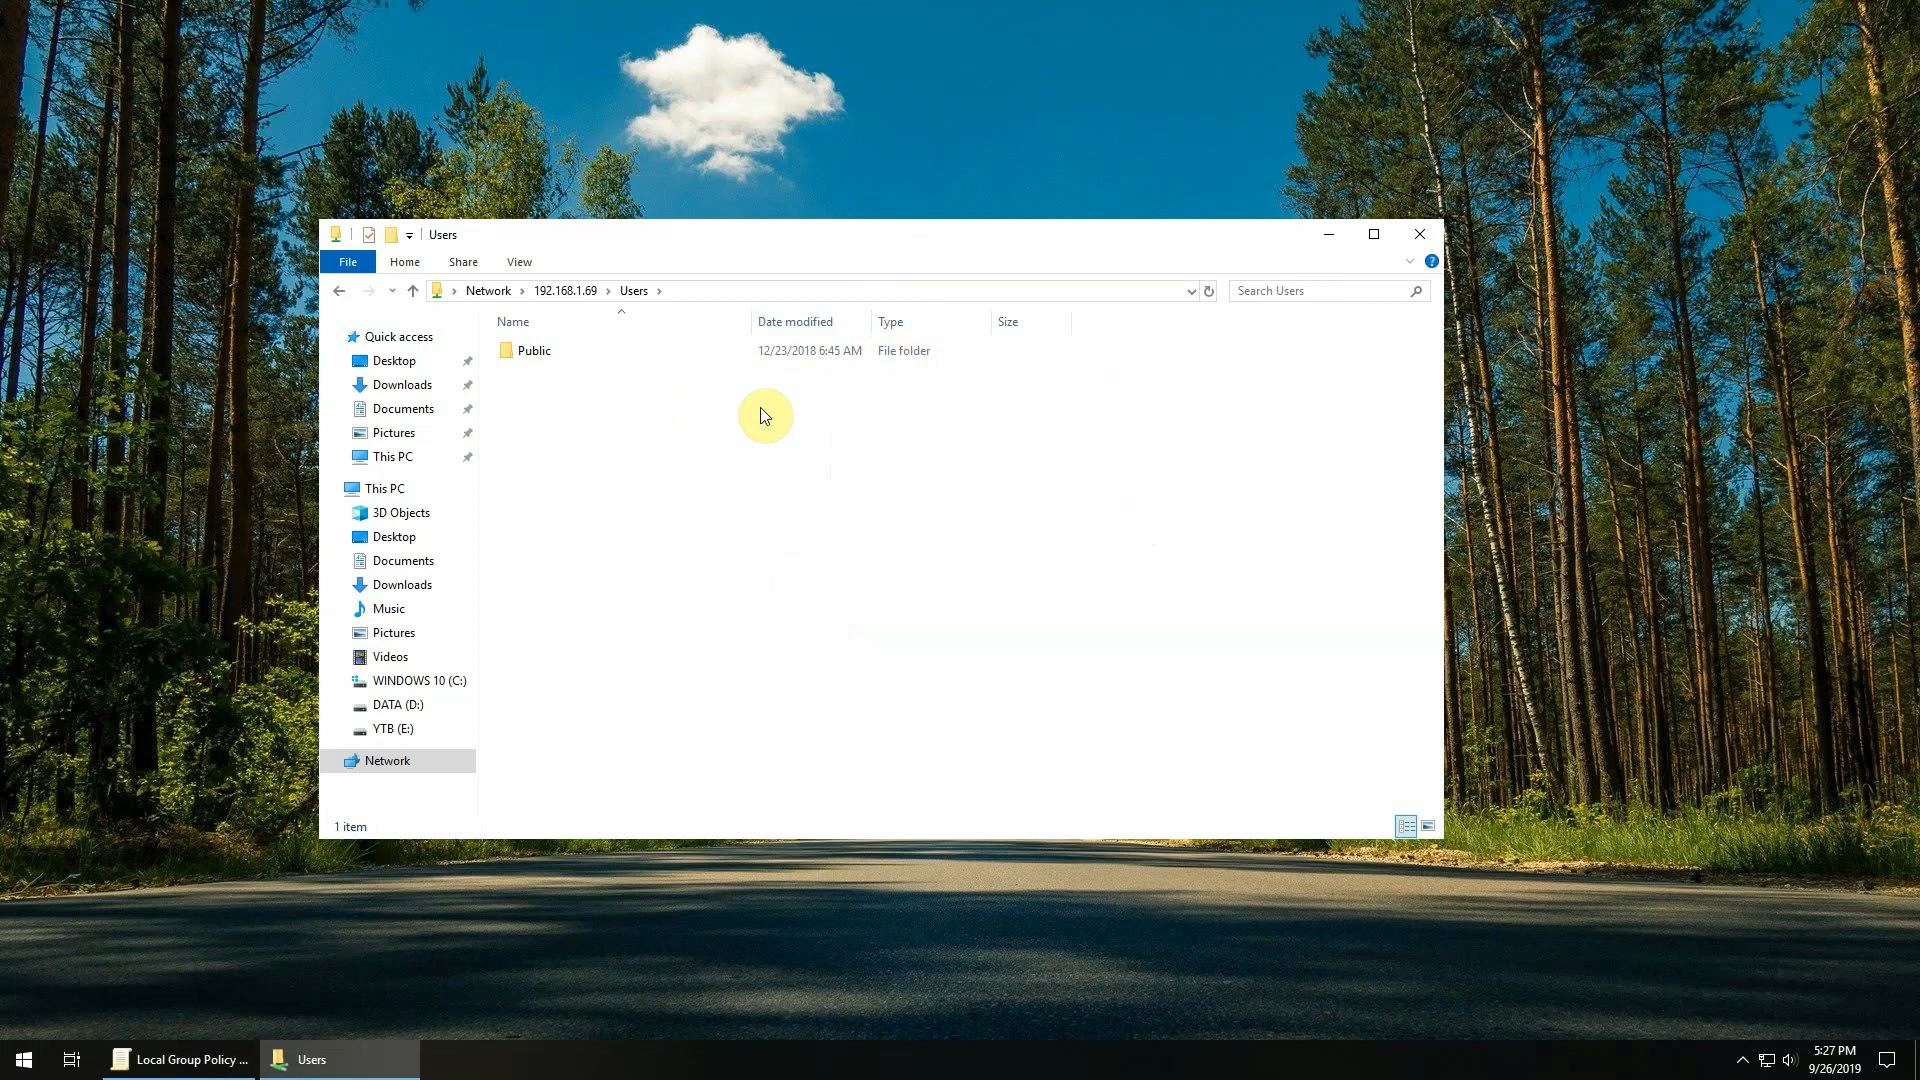 Users
File
Home
Share
View
Network
192.168.1.69
Users
Search Users
Name
Date modified
Type
Size
Public
12/23/2018 6:45 AM
File folder
Quick access
Desktop
Downloads
Documents
Pictures
This PC
This PC
3D Objects
Desktop
Documents
Downloads
Music
Pictures
Videos
WINDOWS 10 (C:)
DATA (D:)
YTB (E:)
Network
1 item
Local Group Policy ...
Users
5:27 PM
9/26/2019